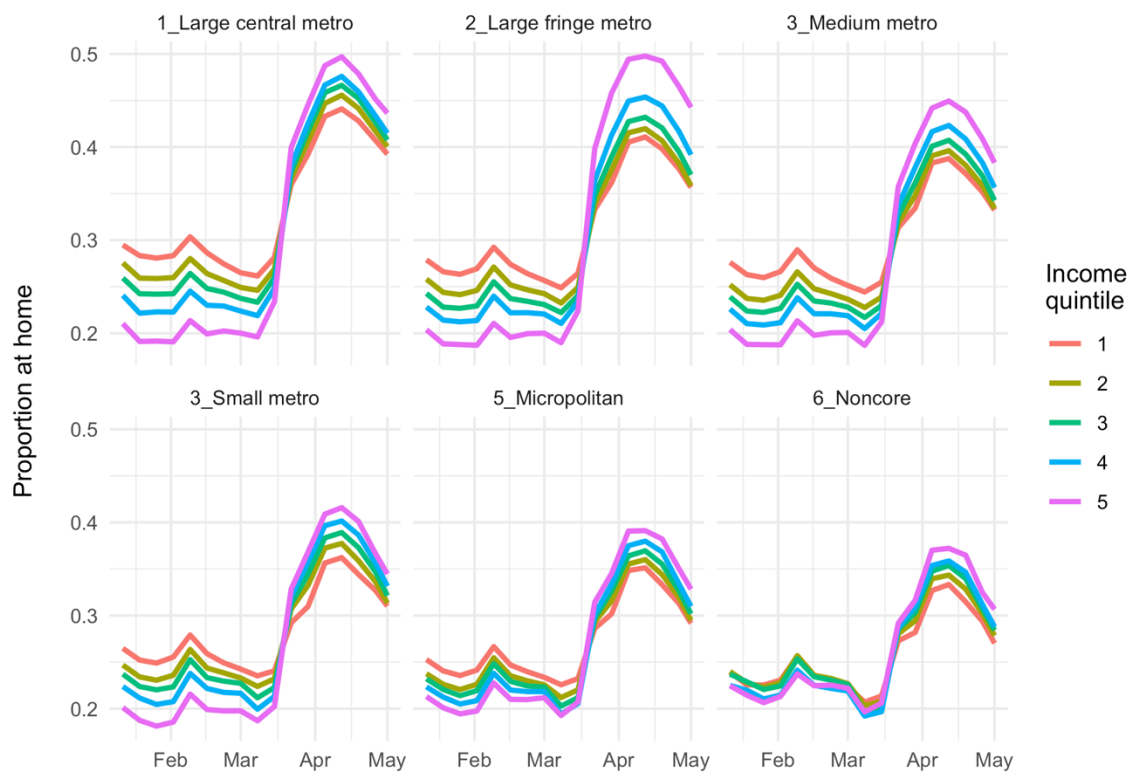 1_Large central metro
2_Large fringe metro
3_Medium metro
0.5
0.4
0.3
0.2
3_Small metro
5_Micropolitan
6_Noncore
0.5
0.4
0.3
0.2
Feb Mar Apr May
Feb Mar Apr May
Feb Mar Apr May
Proportion at home
Income
quintile
1
2
3
4
5